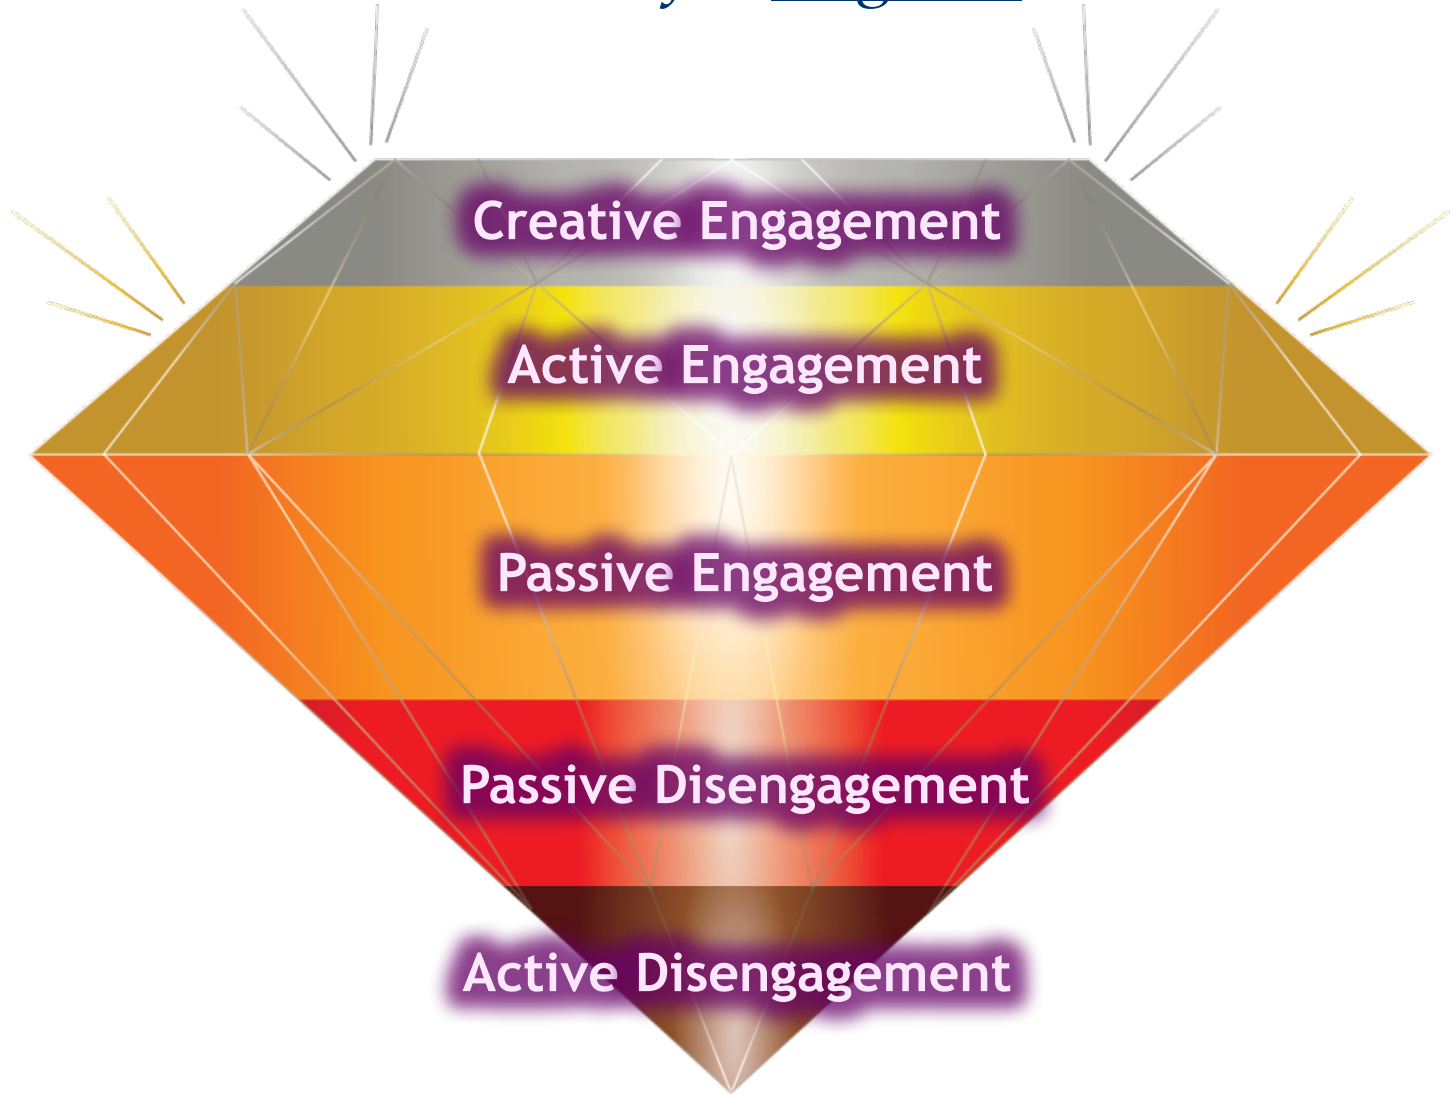 Creative Engagement
Active Engagement
Passive Engagement
Passive Disengagement
Active Disengagement